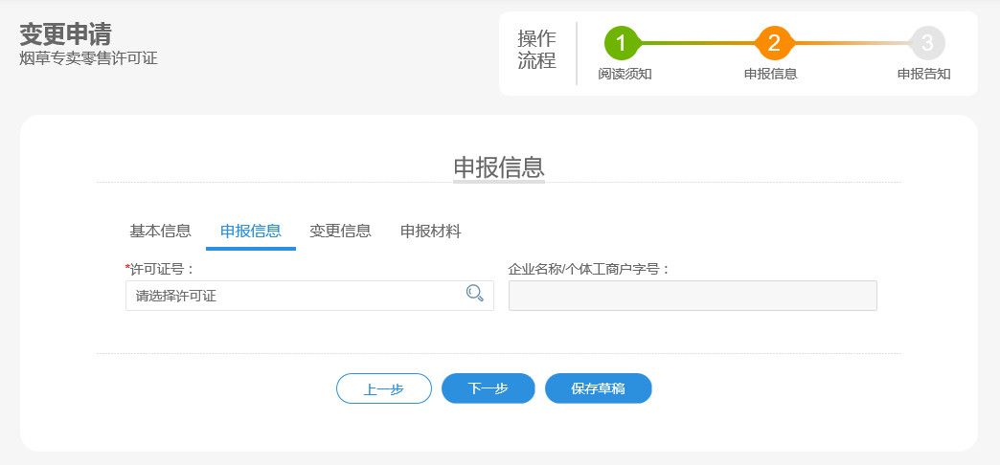 变更申请
烟草专卖零售许可证
操作
流程
1
2
3
阅读须知
申报信息
申报告知
申报信息
基本信息
申报信息
变更信息
申报材料
*许可证号：
企业名称/个体工商户字号：
请选择许可证
上一步
下一步
保存草稿